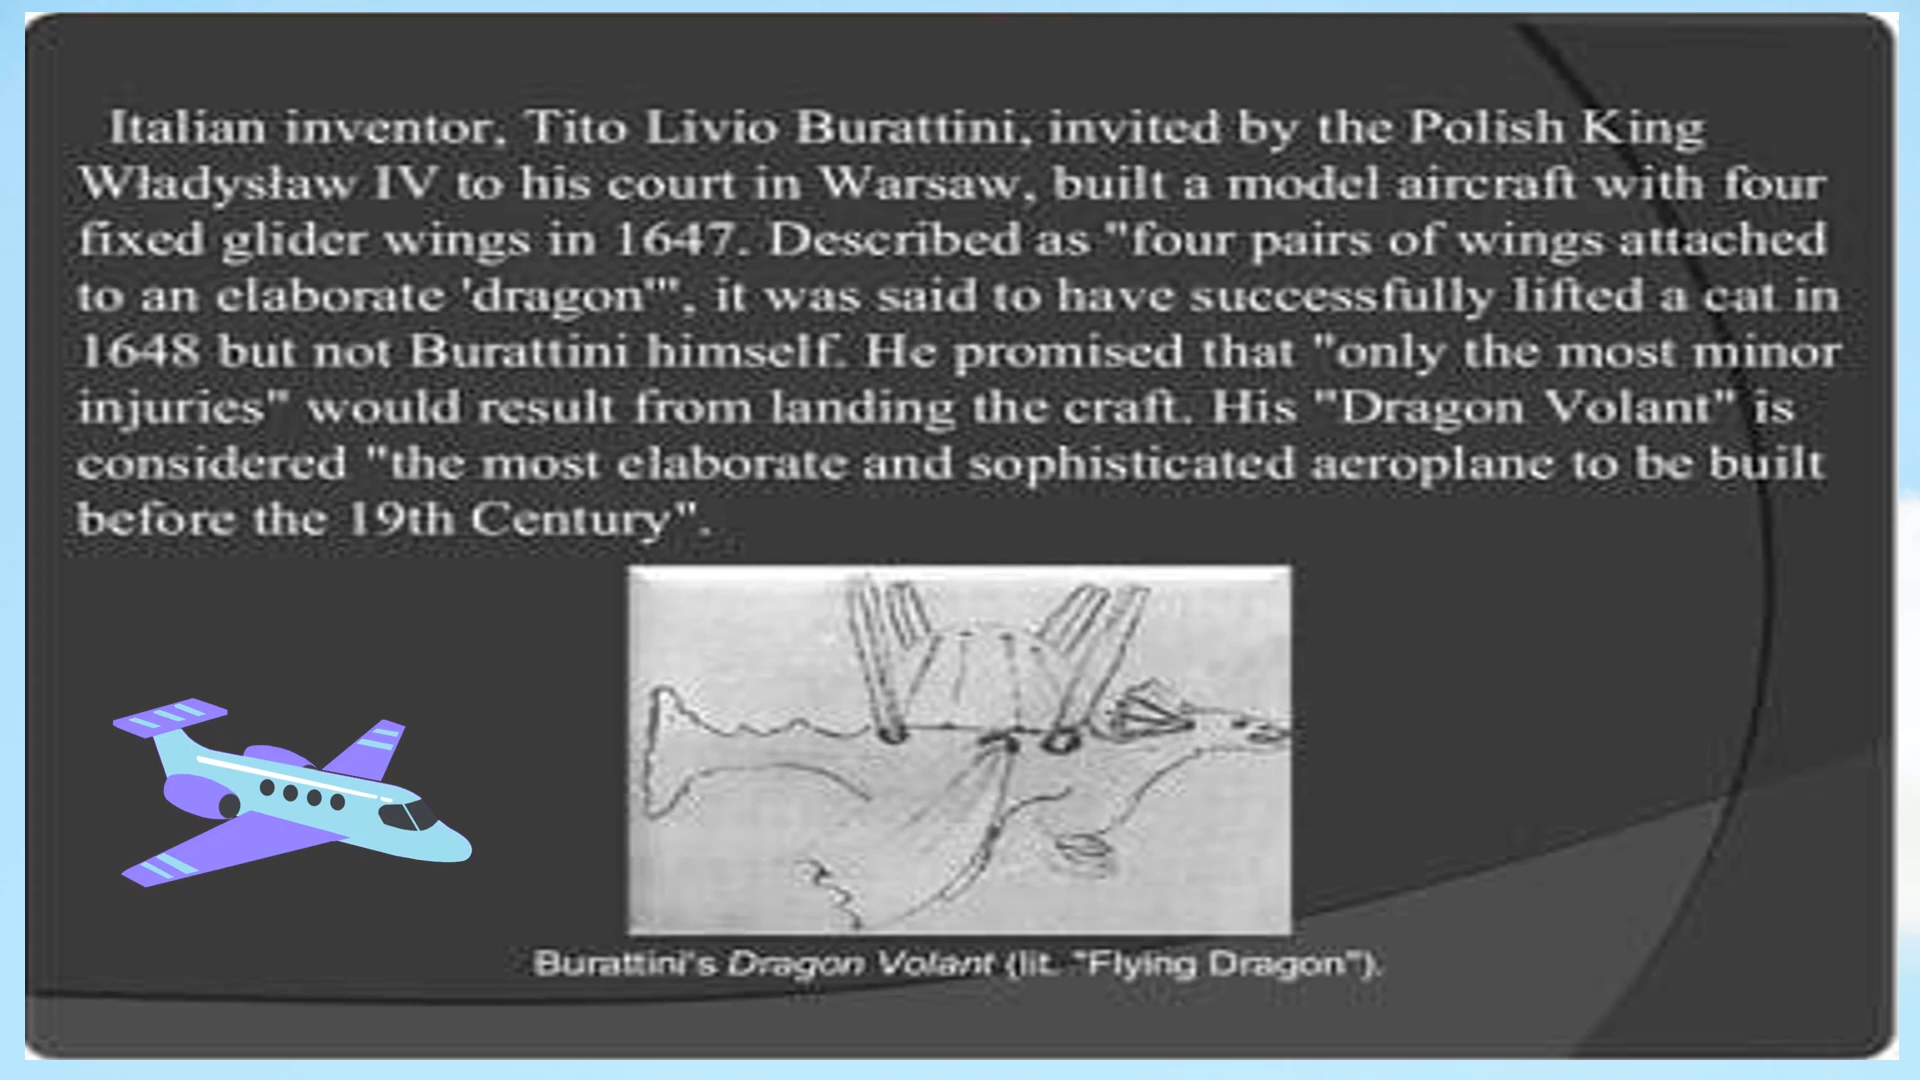 Italian inventor, Tito Livio Burattini, invited by the Polish King
Władysław IV to his court in Warsaw, built a model aircraft with four
fixed glider wings in 1647. Described as "four pairs of wings attached
to an elaborate 'dragon'", it was said to have successfully lifted a cat in
1648 but not Burattini himself. He promised that "only the most minor
injuries" would result from landing the craft. His "Dragon Volant" is
considered "the most elaborate and sophisticated aeroplane to be built
before the 19th Century".
Burattini's Dragon Volant (lit. "Flying Dragon").